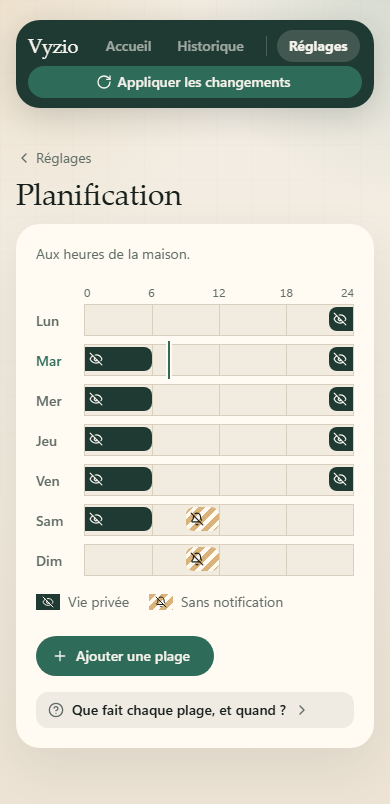 Vyzio Accueil Historique Réglages
Appliquer les changements
Réglages
Planification
Aux heures de la maison.
0 6 12 18 24
Lun
Mar
Mer
Jeu
Ven
Sam
Dim
Vie privée Sans notification
Ajouter une plage
Que fait chaque plage, et quand ?